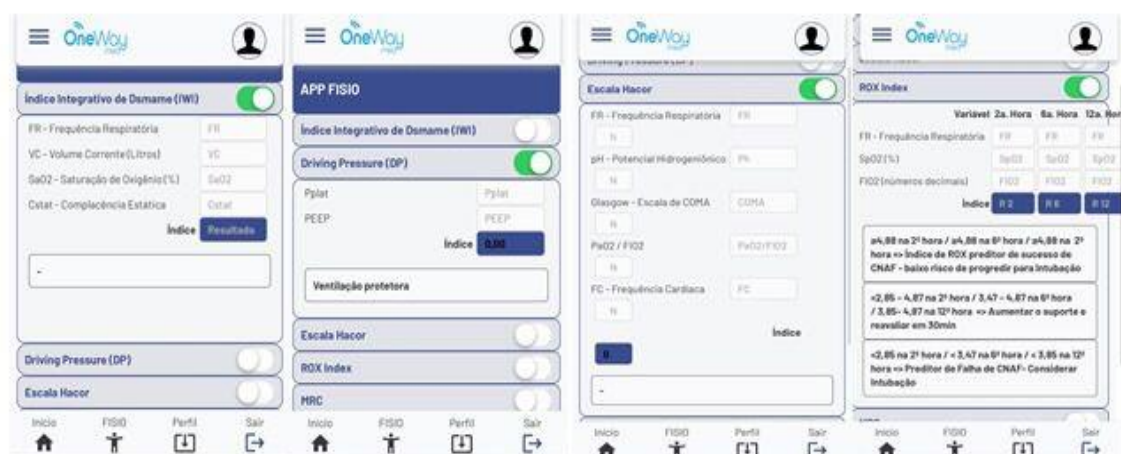 OneWay
Índice Integrativo de Desmame (IWI)
FR - Frequência Respiratória FR
VC - Volume Corrente (Litros) VC
SaO2 - Saturação de Oxigênio (%) SaO2
Cstat - Complacência Estatica Cstat
Índice Resultado
-
Driving Pressure (DP)
Escala Hacor
Inicio FISIO Perfil Sair
OneWay
APP FISIO
Índice Integrativo de Desmame (IWI)
Driving Pressure (DP)
Pplat Pplat
PEEP PEEP
Índice 0,00
Ventilação protetora
Escala Hacor
ROX Index
MRC
Inicio FISIO Perfil Sair
OneWay
Escala Hacor
FR - Frequência Respiratória FR
N
pH - Potencial Hidrogeniônico Ph
N
Glasgow - Escala de COMA COMA
N
PaO2 / FIO2 PaO2/FIO2
N
FC - Frequência Cardíaca FC
N
Índice
0
-
Inicio FISIO Perfil Sair
OneWay
ROX Index
Variável 2a. Hora 6a. Hora 12a. Hor
FR - Frequência Respiratória FR FR FR
SpO2 (%) SpO2 SpO2 SpO2
FIO2 (números decimais) FIO2 FIO2 FIO2
Índice R 2 R 6 R 12
≥4,88 na 2ª hora / ≥4,88 na 6ª hora / ≥4,88 na 2ª
hora => Índice de ROX preditor de sucesso de
CNAF - baixo risco de progredir para Intubação
<2,85 - 4,87 na 2ª hora / 3,47 - 4,87 na 6ª hora
/ 3,85- 4,87 na 12ª hora => Aumentar o suporte e
reavaliar em 30min
<2,85 na 2ª hora / < 3,47 na 6ª hora / < 3,85 na 12ª
hora => Preditor de Falha de CNAF- Considerar
Intubação
Inicio FISIO Perfil Sair